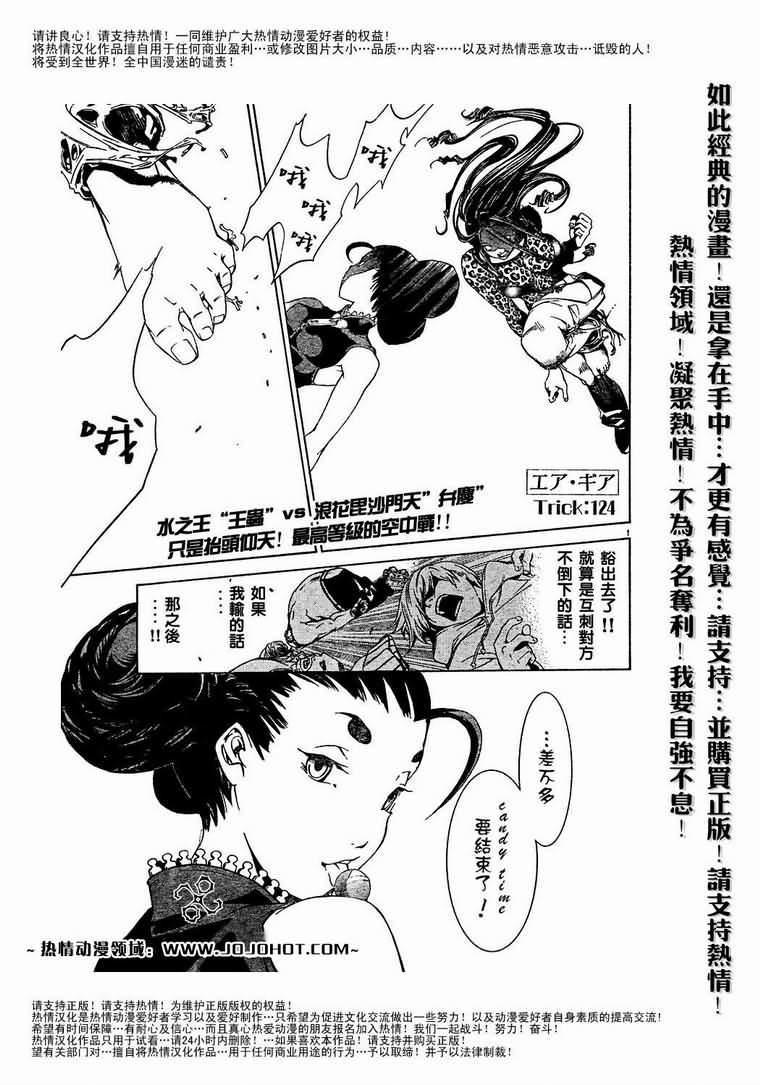 请讲良心！请支持热情！一同维护广大热情动漫爱好者的权益！
将热情汉化作品擅自用于任何商业盈利…或修改图片大小…品质…内容……以及对热情恶意攻击…诋毁的人！
将受到全世界！全中国漫迷的谴责！
如此經典的漫畫！還是拿在手中…才更有感覺…請支持…並購買正版！請支持熱情！
熱情領域！凝聚熱情！不為爭名奪利！我要自強不息！
哦
哦
哦
哦
エア・ギア
Trick:124
1
水之王“王蟲”vs 浪花毘沙門天”弁慶”
只是抬頭仰天！最高等級的空中戰！！
豁出去了！！
就算是互刺對方
不倒下的話…
如果
我輸的話
……
那之後
……！！
…差不多
candy time
要結束了！
~ 热情动漫领域：WWW.JOJOHOT.COM~
请支持正版！请支持热情！为维护正版版权的权益！
热情汉化是热情动漫爱好者学习以及爱好制作…只希望为促进文化交流做出一些努力！以及动漫爱好者自身素质的提高交流！
希望有时间保障…有耐心及信心…而且真心热爱动漫的朋友报名加入热情！我们一起战斗！努力！奋斗！
热情汉化作品只用于试看…请24小时内删除！…如果喜欢本作品！请支持并购买正版！
望有关部门对…擅自将热情汉化作品…用于任何商业用途的行为…予以取缔！并予以法律制裁！